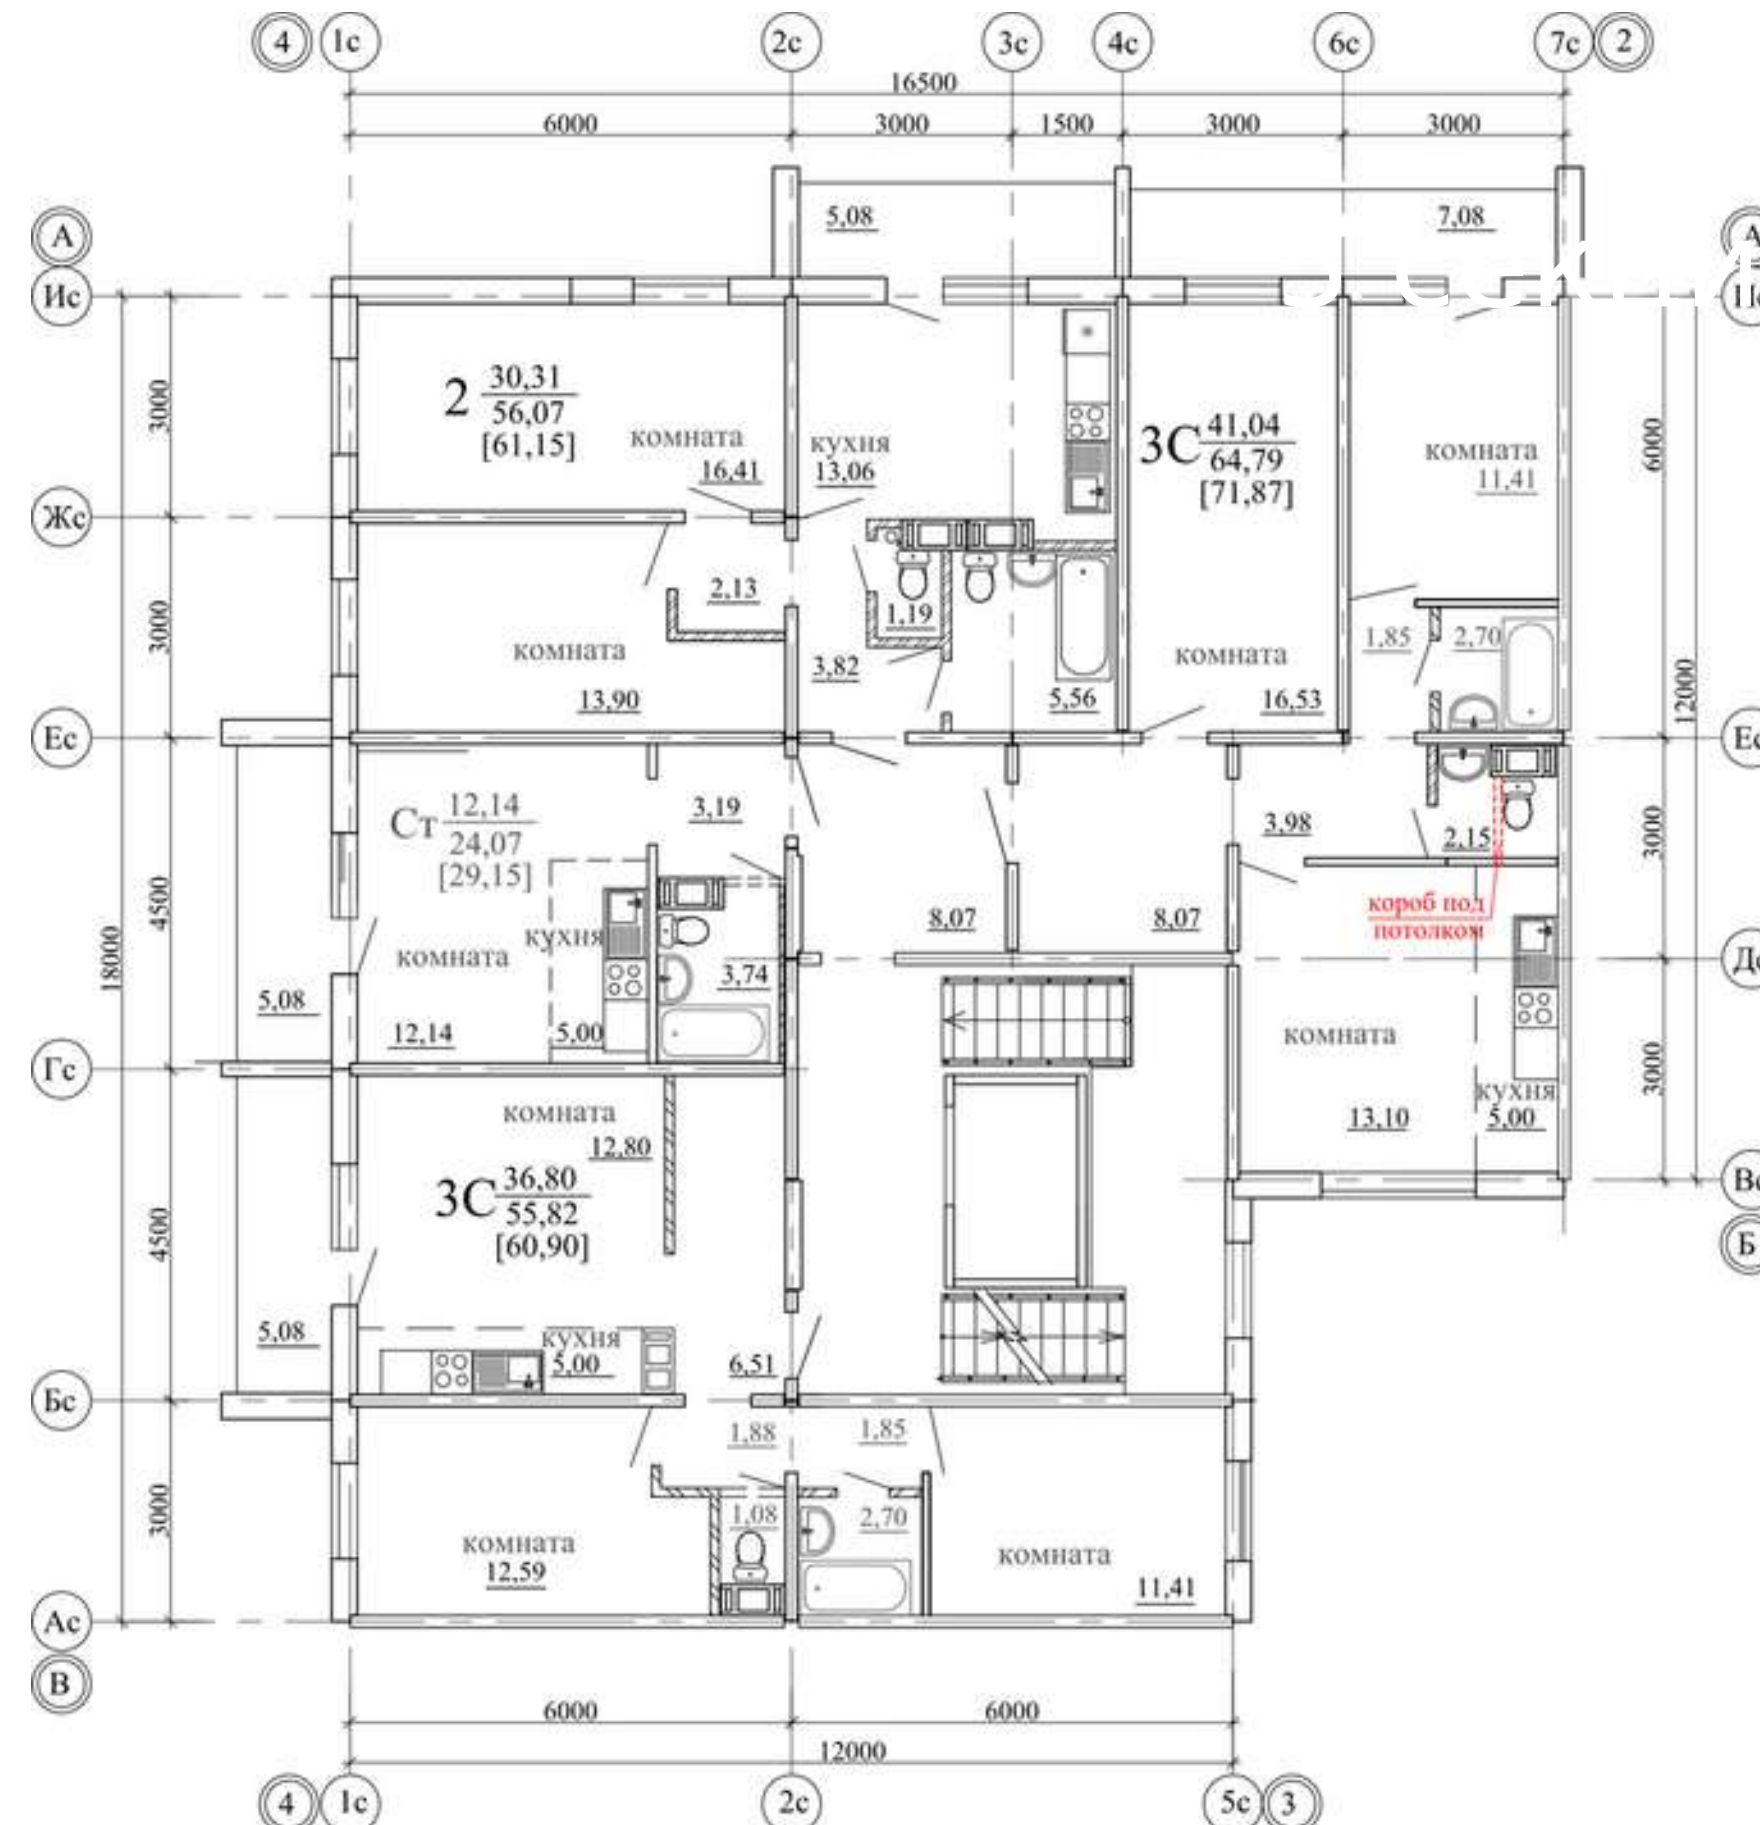 4 1с 2с 3с 4с 6с 7с 2
16500
6000 3000 1500 3000 3000
А
5,08 7,08
Ис
2 30,31
56,07
[61,15]
комната
16,41
кухня
13,06
3С 41,04
64,79
[71,87]
комната
11,41
3000
6000
Жс
2,13
1,19
3000
комната
13,90
3,82
5,56
комната
16,53
1,85 2,70
12000
Ес
Ст 12,14
24,07
[29,15]
3,19
3,98
2,15
3000
4500
8,07 8,07
короб под
потолком
кухня
комната
3,74
18000
5,08
12,14 5,00
комната
Гс
3000
кухня
13,10 5,00
комната
12,80
3С 36,80
55,82
[60,90]
4500
Б
5,08
кухня
5,00
6,51
Бс
1,88 1,85
3000
1,08 2,70
комната
12,59
комната
11,41
Ас
В
6000 6000
12000
4 1с 2с 5с 3